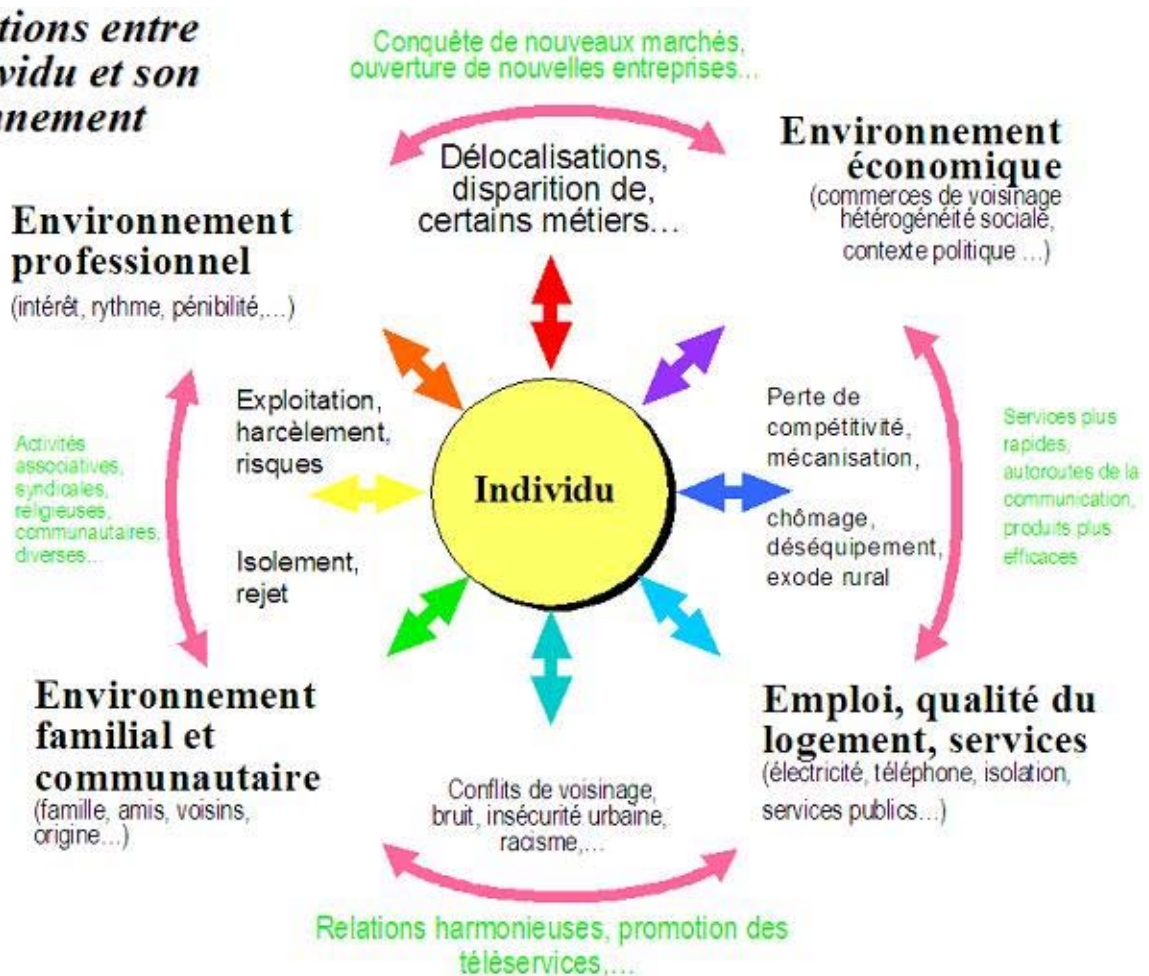 tions entre
vidu et son
nnement
Conquête de nouveaux marchés,
ouverture de nouvelles entreprises...
Délocalisations,
disparition de,
certains métiers...
Environnement
économique
(commerces de voisinage
hétérogénéité sociale,
contexte politique ...)
Environnement
professionnel
(intérêt, rythme, pénibilité,...)
Exploitation,
harcèlement,
risques
Isolement,
rejet
Activités
associatives,
syndicales,
religieuses,
communautaires,
diverses...
Individu
Perte de
compétitivité,
mécanisation,
chômage,
déséquipement,
exode rural
Services plus
rapides,
autoroutes de la
communication,
produits plus
efficaces
Environnement
familial et
communautaire
(famille, amis, voisins,
origine...)
Conflits de voisinage,
bruit, insécurité urbaine,
racisme,...
Emploi, qualité du
logement, services
(électricité, téléphone, isolation,
services publics...)
Relations harmonieuses, promotion des
téléservices,...